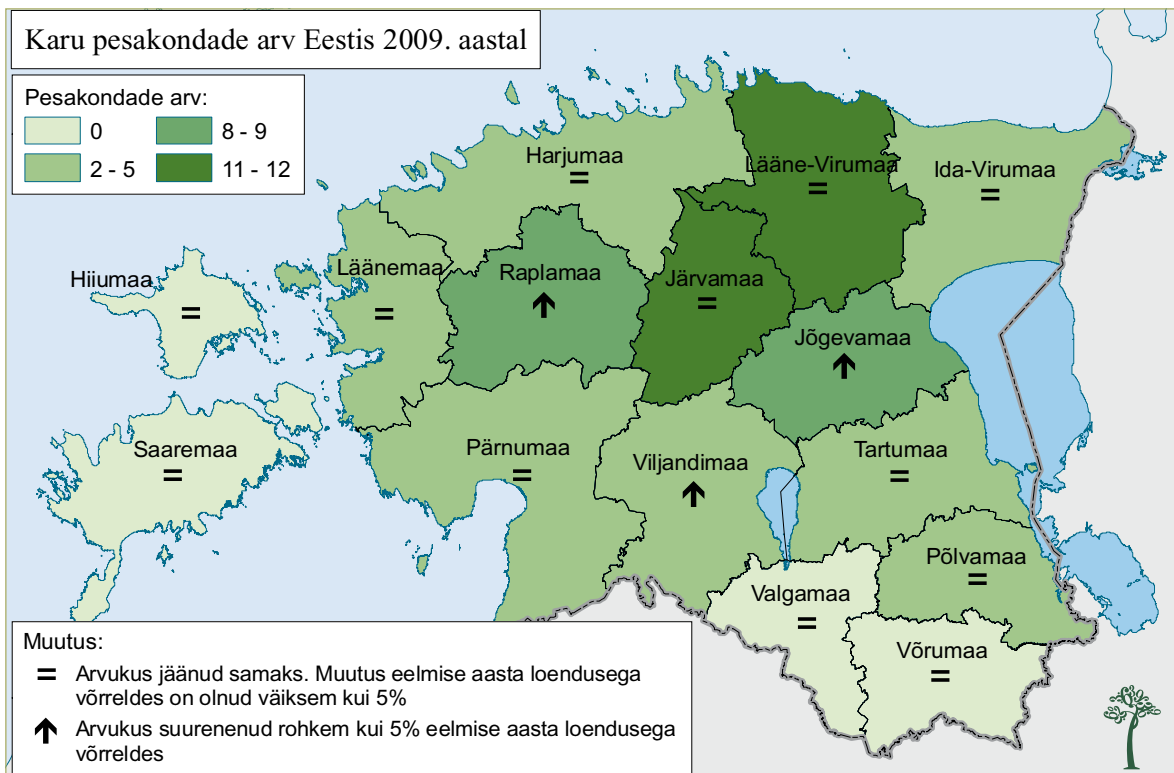 Karu pesakondade arv Eestis 2009. aastal
Pesakondade arv:
0
8 - 9
2 - 5
11 - 12
Harjumaa
=
Lääne-Virumaa
=
Ida-Virumaa
=
Hiiumaa
=
Läänemaa
=
Raplamaa
Järvamaa
=
Jõgevamaa
Saaremaa
=
Pärnumaa
=
Viljandimaa
Tartumaa
=
Põlvamaa
=
Valgamaa
=
Võrumaa
=
Muutus:
= Arvukus jäänud samaks. Muutus eelmise aasta loendusega
võrreldes on olnud väiksem kui 5%
Arvukus suurenenud rohkem kui 5% eelmise aasta loendusega
võrreldes